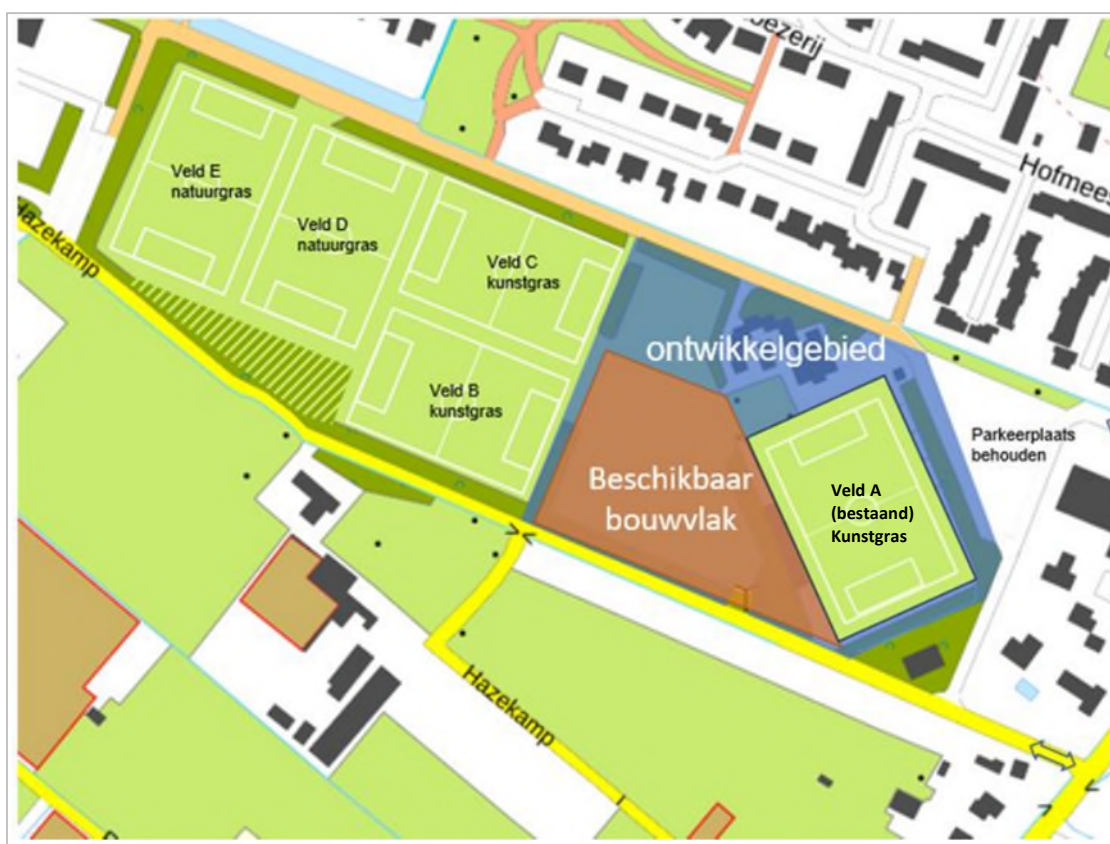 Hofmees
Veld E
natuurgras
Veld D
natuurgras
Veld C
kunstgras
Hazekamp
ontwikkelgebied
Veld B
kunstgras
Parkeerplaats
behouden
Beschikbaar
bouwvlak
Veld A
(bestaand)
Kunstgras
Hazekamp